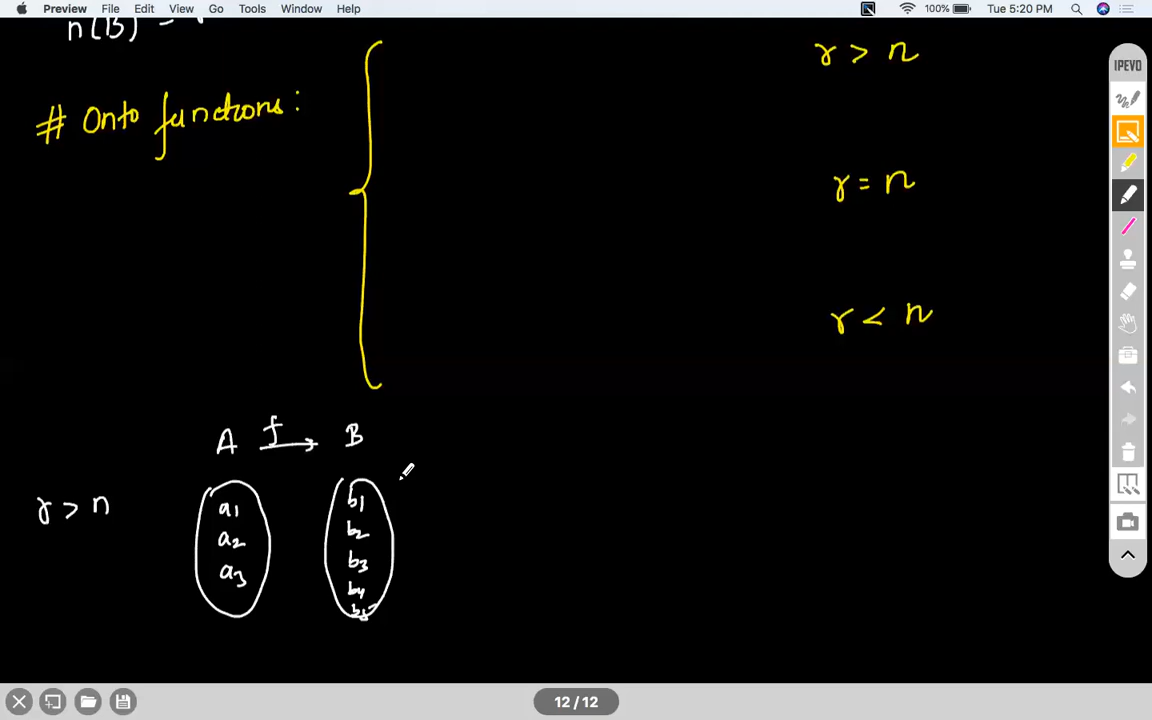 Preview File Edit View Go Tools Window Help 100% Tue 5:20 PM
n(B) =
# Onto functions:
r > n
r = n
r < n
A f B
r > n
a1
a2
a3
b1
b2
b3
b4
b5
IPEVO
12 / 12